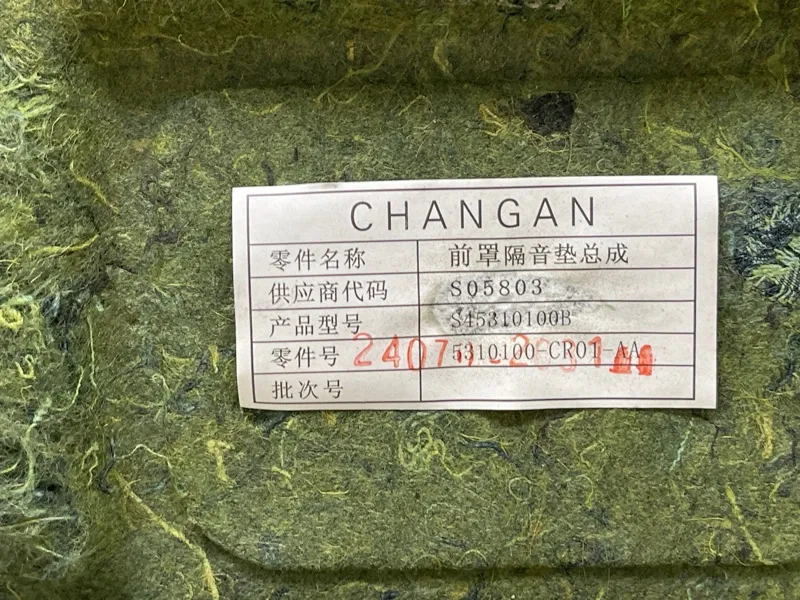 CHANGAN
零件名称 前罩隔音垫总成
供应商代码 S05803
产品型号 S45310100B
零件号 5310100-CR01-AA
批次号